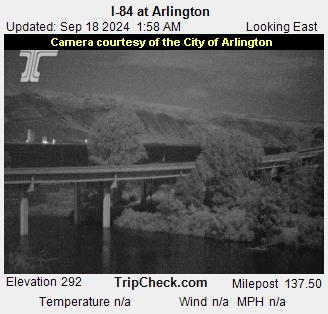 I-84 at Arlington
Updated: Sep 18 2024 1:58 AM Looking East
Camera courtesy of the City of Arlington
Elevation 292 TripCheck.com Milepost 137.50
Temperature n/a Wind n/a MPH n/a